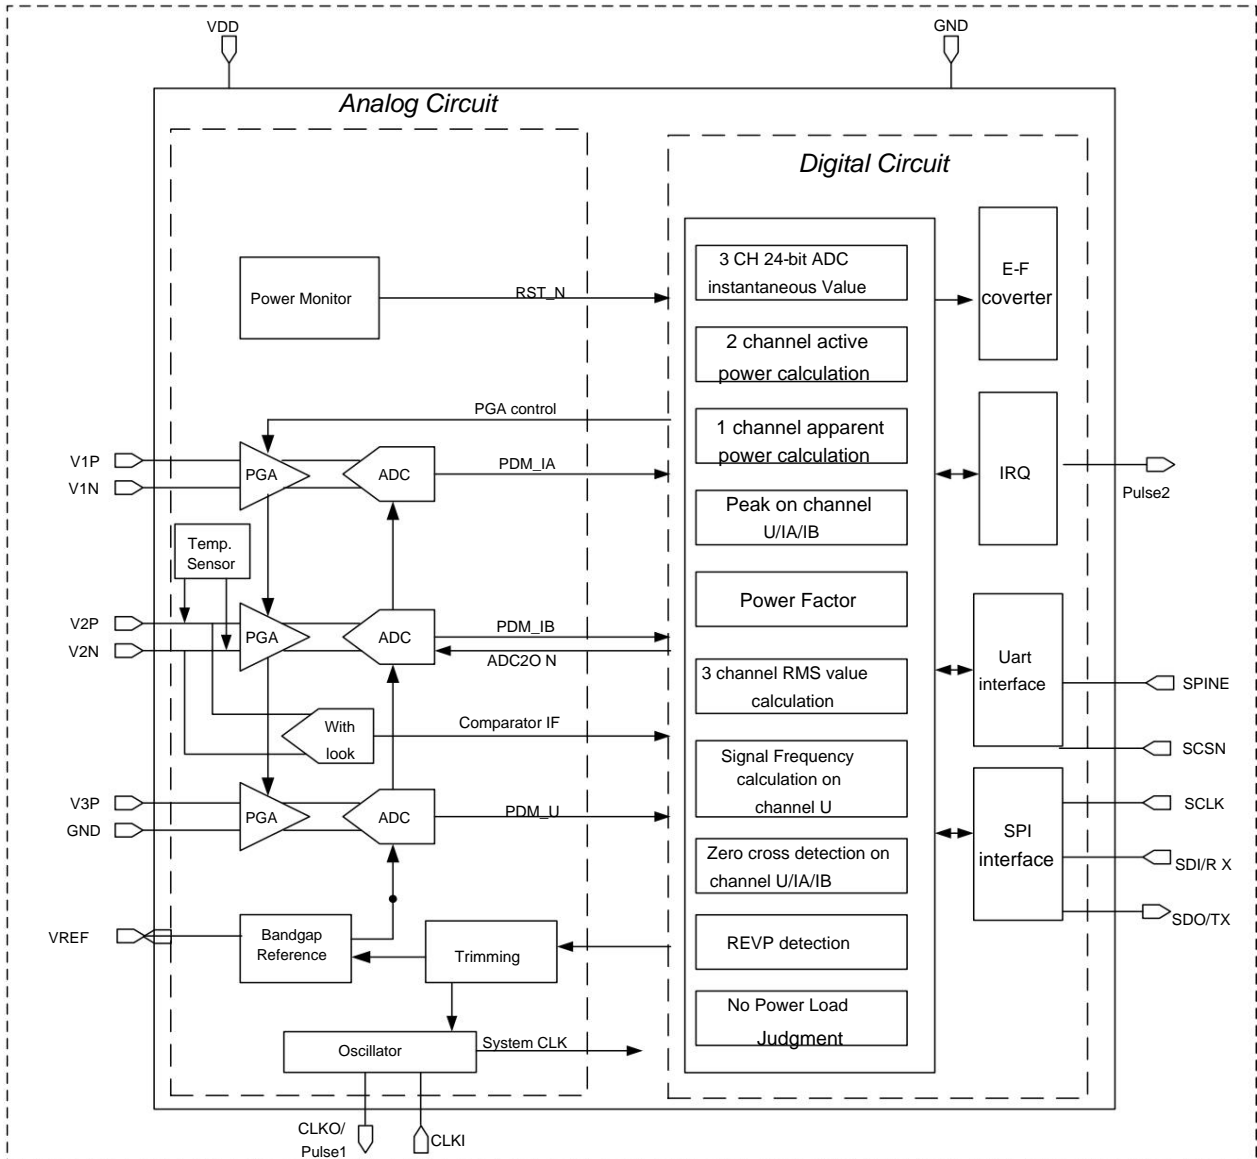 VDD
GND
Analog Circuit
Digital Circuit
Power Monitor
RST_N
3 CH 24-bit ADC
instantaneous Value
E-F
coverter
2 channel active
power calculation
PGA control
1 channel apparent
power calculation
V1P
V1N
PGA
ADC
PDM_IA
IRQ
Pulse2
Peak on channel
U/IA/IB
Temp.
Sensor
Power Factor
V2P
V2N
PGA
ADC
PDM_IB
ADC2O N
Uart
interface
SPINE
3 channel RMS value
calculation
With
look
Comparator IF
SCSN
Signal Frequency
calculation on
channel U
V3P
GND
PGA
ADC
PDM_U
SCLK
SPI
interface
SDI/R X
SDO/TX
Zero cross detection on
channel U/IA/IB
VREF
Bandgap
Reference
Trimming
REVP detection
No Power Load
Judgment
Oscillator
System CLK
CLKO/
Pulse1
CLKI